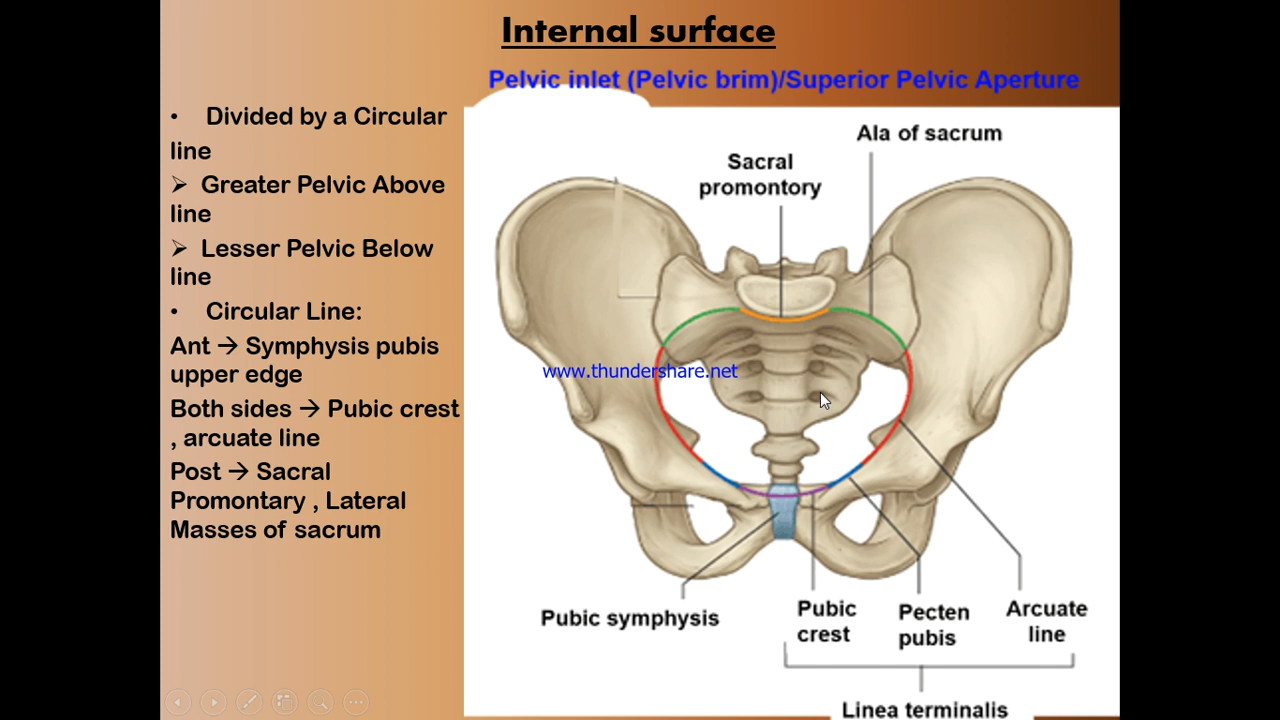 Internal surface
Pelvic inlet (Pelvic brim)/Superior Pelvic Aperture
• Divided by a Circular
line
➢ Greater Pelvic Above
line
➢ Lesser Pelvic Below
line
• Circular Line:
Ant → Symphysis pubis
upper edge
Both sides → Pubic crest
, arcuate line
Post → Sacral
Promontary , Lateral
Masses of sacrum
Ala of sacrum
Sacral
promontory
www.thundershare.net
Pubic symphysis
Pubic
crest
Pecten
pubis
Arcuate
line
Linea terminalis